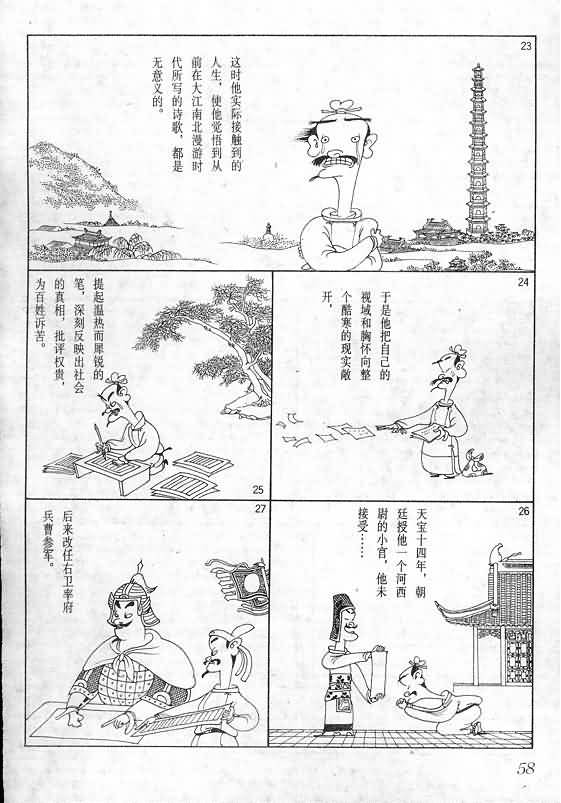 23
这时他实际接触到的
人生，使他觉悟到从
前在大江南北漫游时
代所写的诗歌，都是
无意义的。
24
于是他把自己的
视域和胸怀向整
个酷寒的现实敞
开，
提起温热而犀锐的
笔，深刻反映出社会
的真相，批评权贵，
为百姓诉苦。
25
26
天宝十四年，朝
廷授他一个河西
尉的小官，他未
接受……
27
后来改任右卫率府
兵曹参军。
58